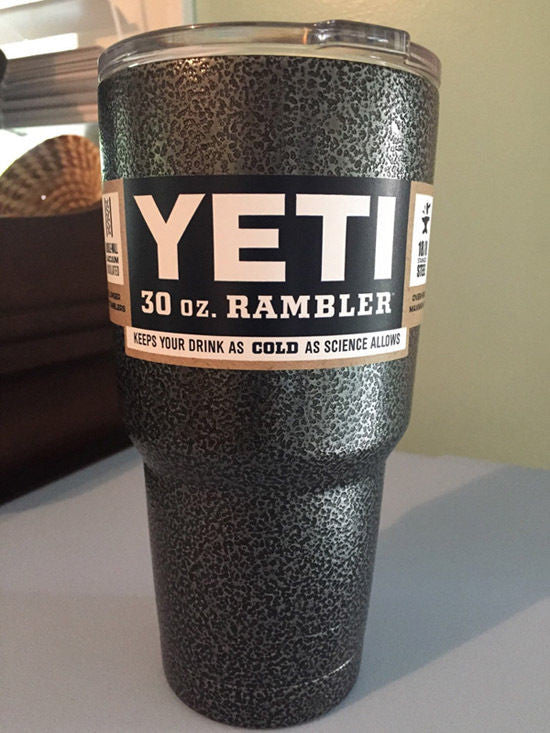 YETI
30 OZ. RAMBLER
KEEPS YOUR DRINK AS COLD AS SCIENCE ALLOWS